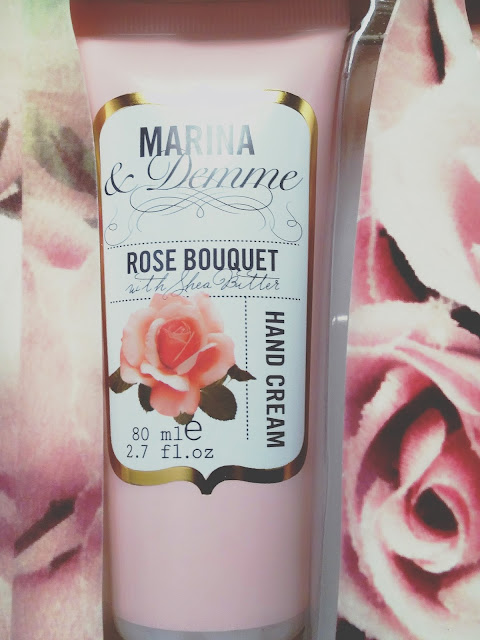 MARINA
& Demme
ROSE BOUQUET
with Shea Butter
HAND CREAM
80 ml e
2.7 fl.oz